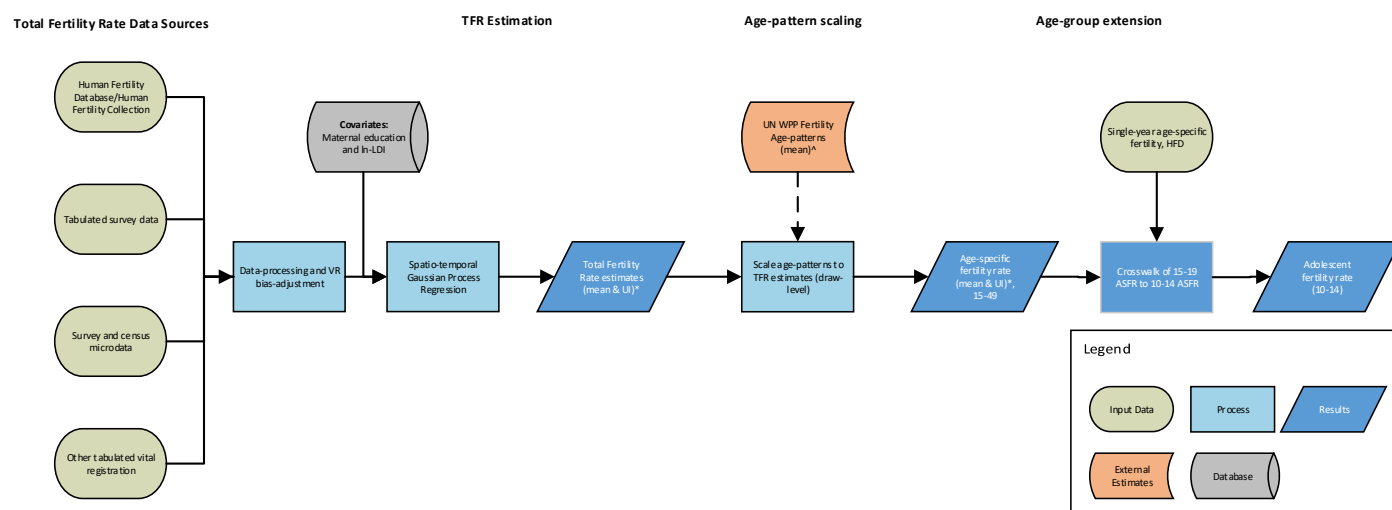 Total Fertility Rate Data Sources
TFR Estimation
Age-pattern scaling
Age-group extension
Human Fertility
Database/Human
Fertility Collection
Tabulated survey data
Survey and census
microdata
Other tabulated vital
registration
Data-processing and VR
bias-adjustment
Covariates:
Maternal education
and ln-LDI
Spatio-temporal
Gaussian Process
Regression
Total Fertility
Rate estimates
(mean & UI)*
UN WPP Fertility
Age-patterns
(mean)^
Scale age-patterns to
TFR estimates (draw-
level)
Age-specific
fertility rate
(mean & UI)*,
15-49
Single-year age-specific
fertility, HFD
Crosswalk of 15-19
ASFR to 10-14 ASFR
Adolescent
fertility rate
(10-14)
Legend
Input Data
Process
Results
External
Estimates
Database